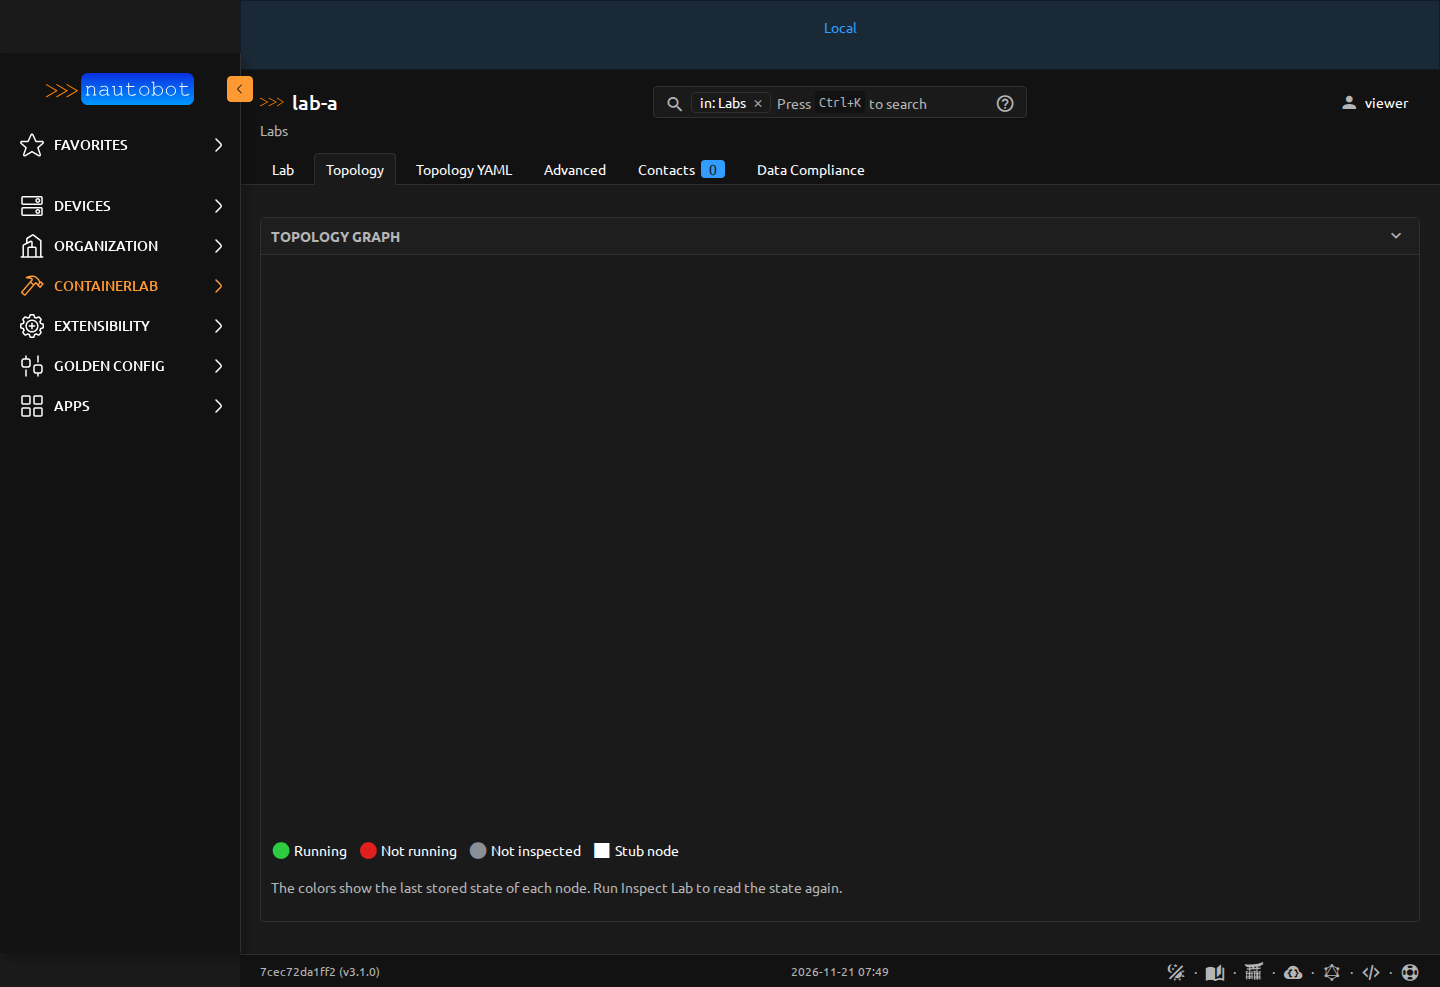 Local
nautobot
lab-a
in: Labs × Press Ctrl+K to search
viewer
Labs
FAVORITES
Lab Topology Topology YAML Advanced Contacts 0 Data Compliance
DEVICES
ORGANIZATION
CONTAINERLAB
EXTENSIBILITY
GOLDEN CONFIG
APPS
TOPOLOGY GRAPH
Running Not running Not inspected Stub node
The colors show the last stored state of each node. Run Inspect Lab to read the state again.
7cec72da1ff2 (v3.1.0)
2026-11-21 07:49